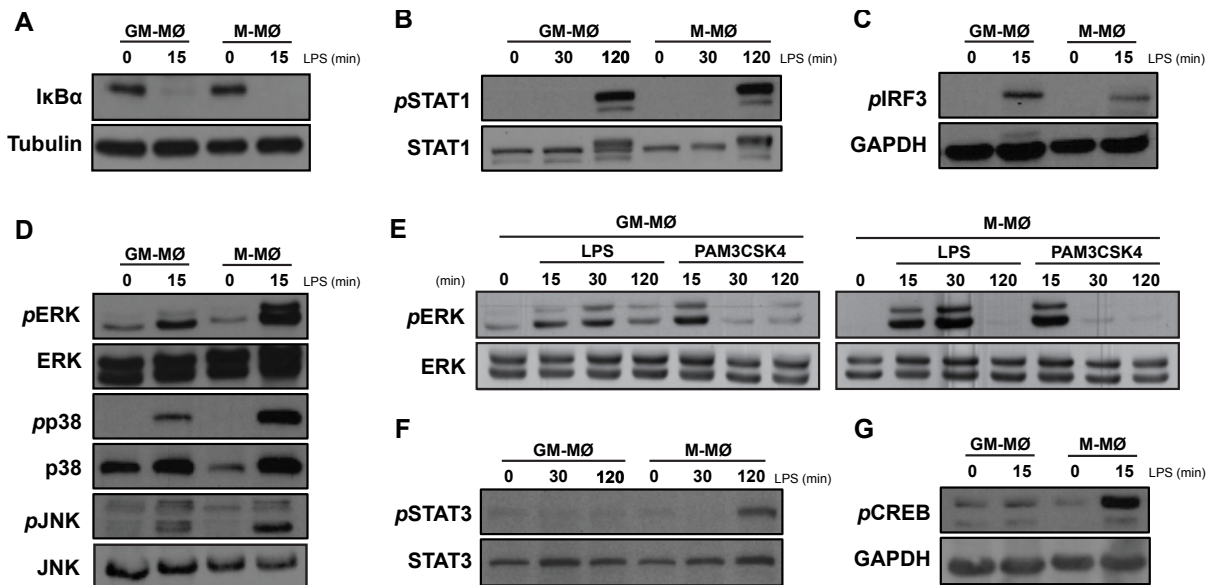 A
GM-MØ M-MØ
0 15 0 15 LPS (min)
IκBα
Tubulin
B
GM-MØ M-MØ
0 30 120 0 30 120
pSTAT1
STAT1
C
GM-MØ M-MØ
0 15 0 15 LPS (min)
pIRF3
GAPDH
D
GM-MØ M-MØ
0 15 0 15 LPS (min)
pERK
ERK
pp38
p38
pJNK
JNK
E
GM-MØ M-MØ
LPS PAM3CSK4 LPS PAM3CSK4
(min) 0 15 30 120 15 30 120 0 15 30 120 15 30 120
pERK
ERK
F
GM-MØ M-MØ
0 30 120 0 30 120 LPS (min)
pSTAT3
STAT3
G
GM-MØ M-MØ
0 15 0 15 LPS (min)
pCREB
GAPDH